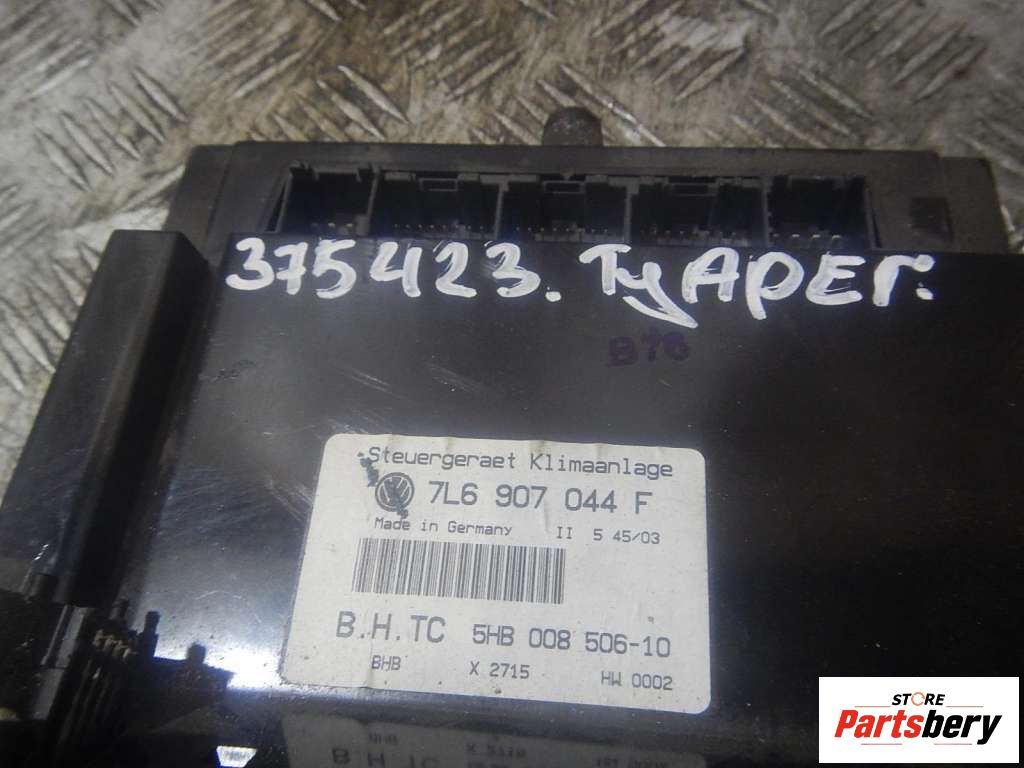 375423. Туарег.
B76
Steuergeraet Klimaanlage
7L6 907 044 F
Made in Germany II 5 45/03
B.H.TC 5HB 008 506-10
BHB X 2715 HW 0002
STORE
Partsbery